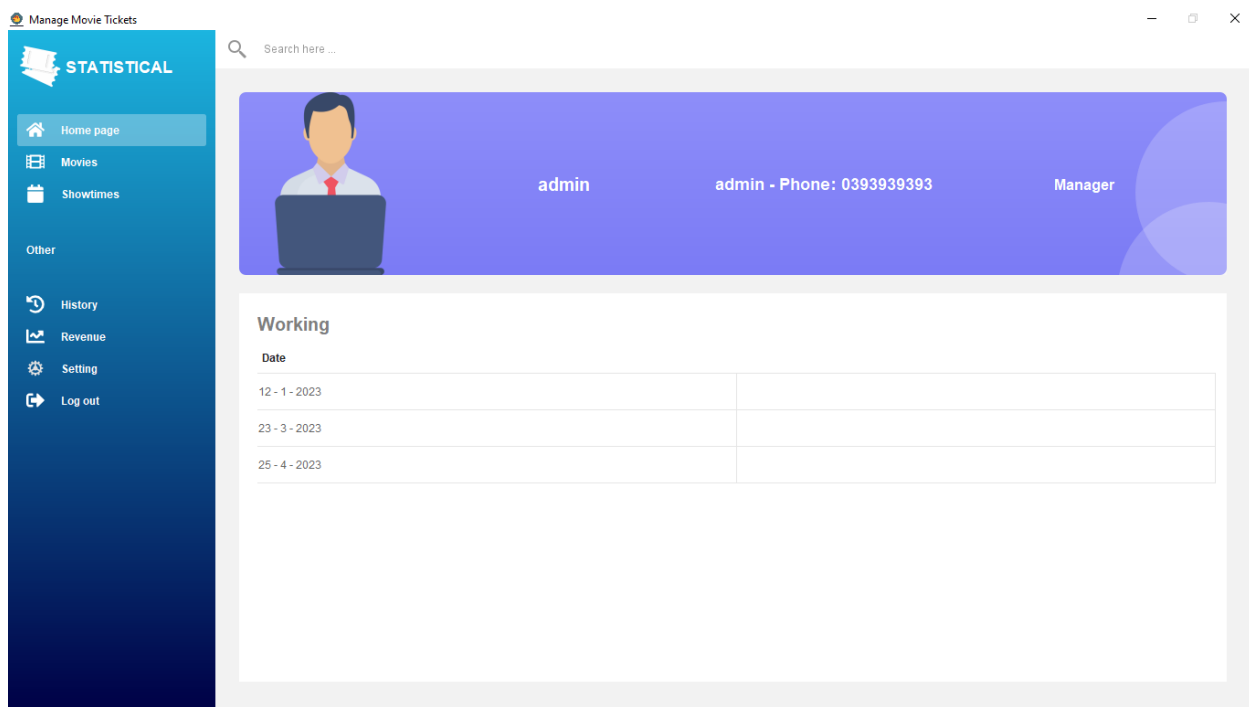 Manage Movie Tickets
STATISTICAL
Search here ...
Home page
Movies
Showtimes
Other
History
Revenue
Setting
Log out
admin
admin - Phone: 0393939393
Manager
Working
Date
12 - 1 - 2023
23 - 3 - 2023
25 - 4 - 2023